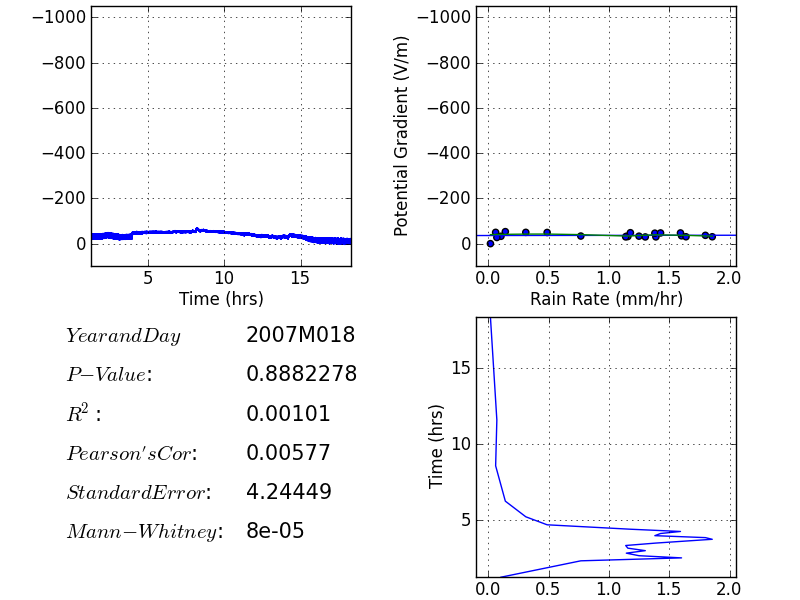 −1000
−800
−600
−400
−200
0
5 10 15
Time (hrs)
Potential Gradient (V/m)
−1000
−800
−600
−400
−200
0
0.0 0.5 1.0 1.5 2.0
Rain Rate (mm/hr)
YearandDay 2007M018
P−Value: 0.8882278
R²: 0.00101
Pearson'sCor: 0.00577
StandardError: 4.24449
Mann−Whitney: 8e-05
Time (hrs)
15
10
5
0.0 0.5 1.0 1.5 2.0